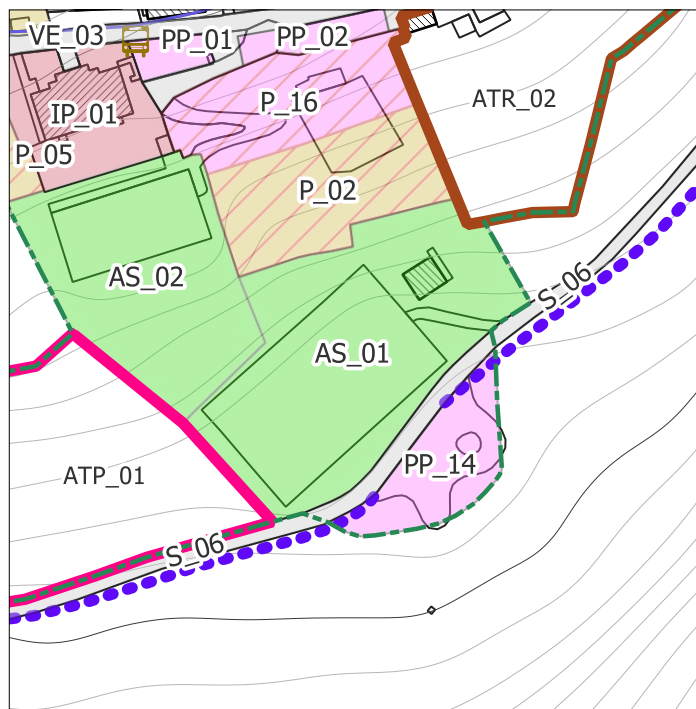 VE_03
PP_01
PP_02
P_16
ATR_02
IP_01
P_05
P_02
AS_02
S_06
AS_01
PP_14
ATP_01
S_06